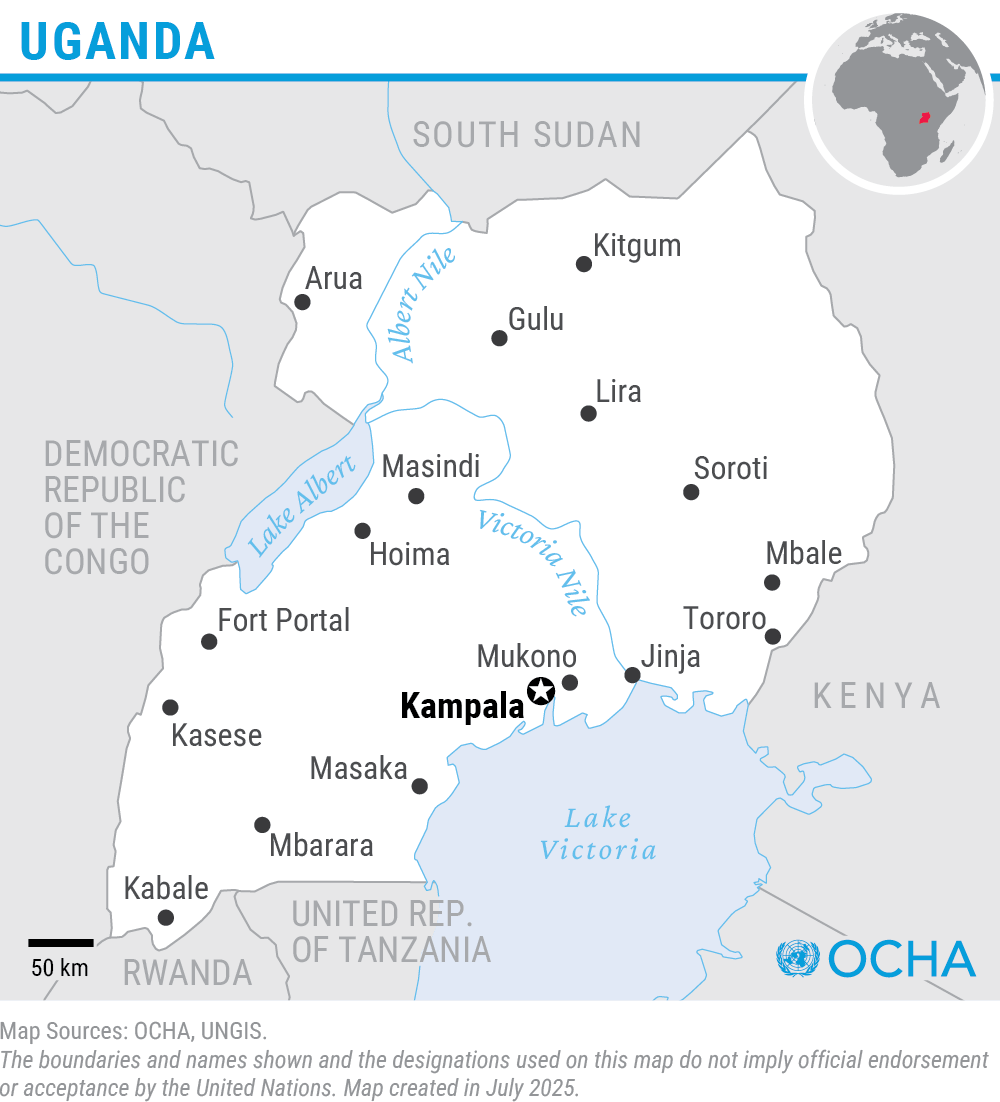 UGANDA
SOUTH SUDAN
Kitgum
Arua
Albert Nile
Gulu
Lira
DEMOCRATIC
REPUBLIC
OF THE
CONGO
Masindi
Soroti
Lake Albert
Victoria Nile
Hoima
Mbale
Fort Portal
Tororo
Mukono
Jinja
Kampala
KENYA
Kasese
Masaka
Lake
Victoria
Mbarara
Kabale
UNITED REP.
OF TANZANIA
50 km
RWANDA
OCHA
Map Sources: OCHA, UNGIS.
The boundaries and names shown and the designations used on this map do not imply official endorsement
or acceptance by the United Nations. Map created in July 2025.